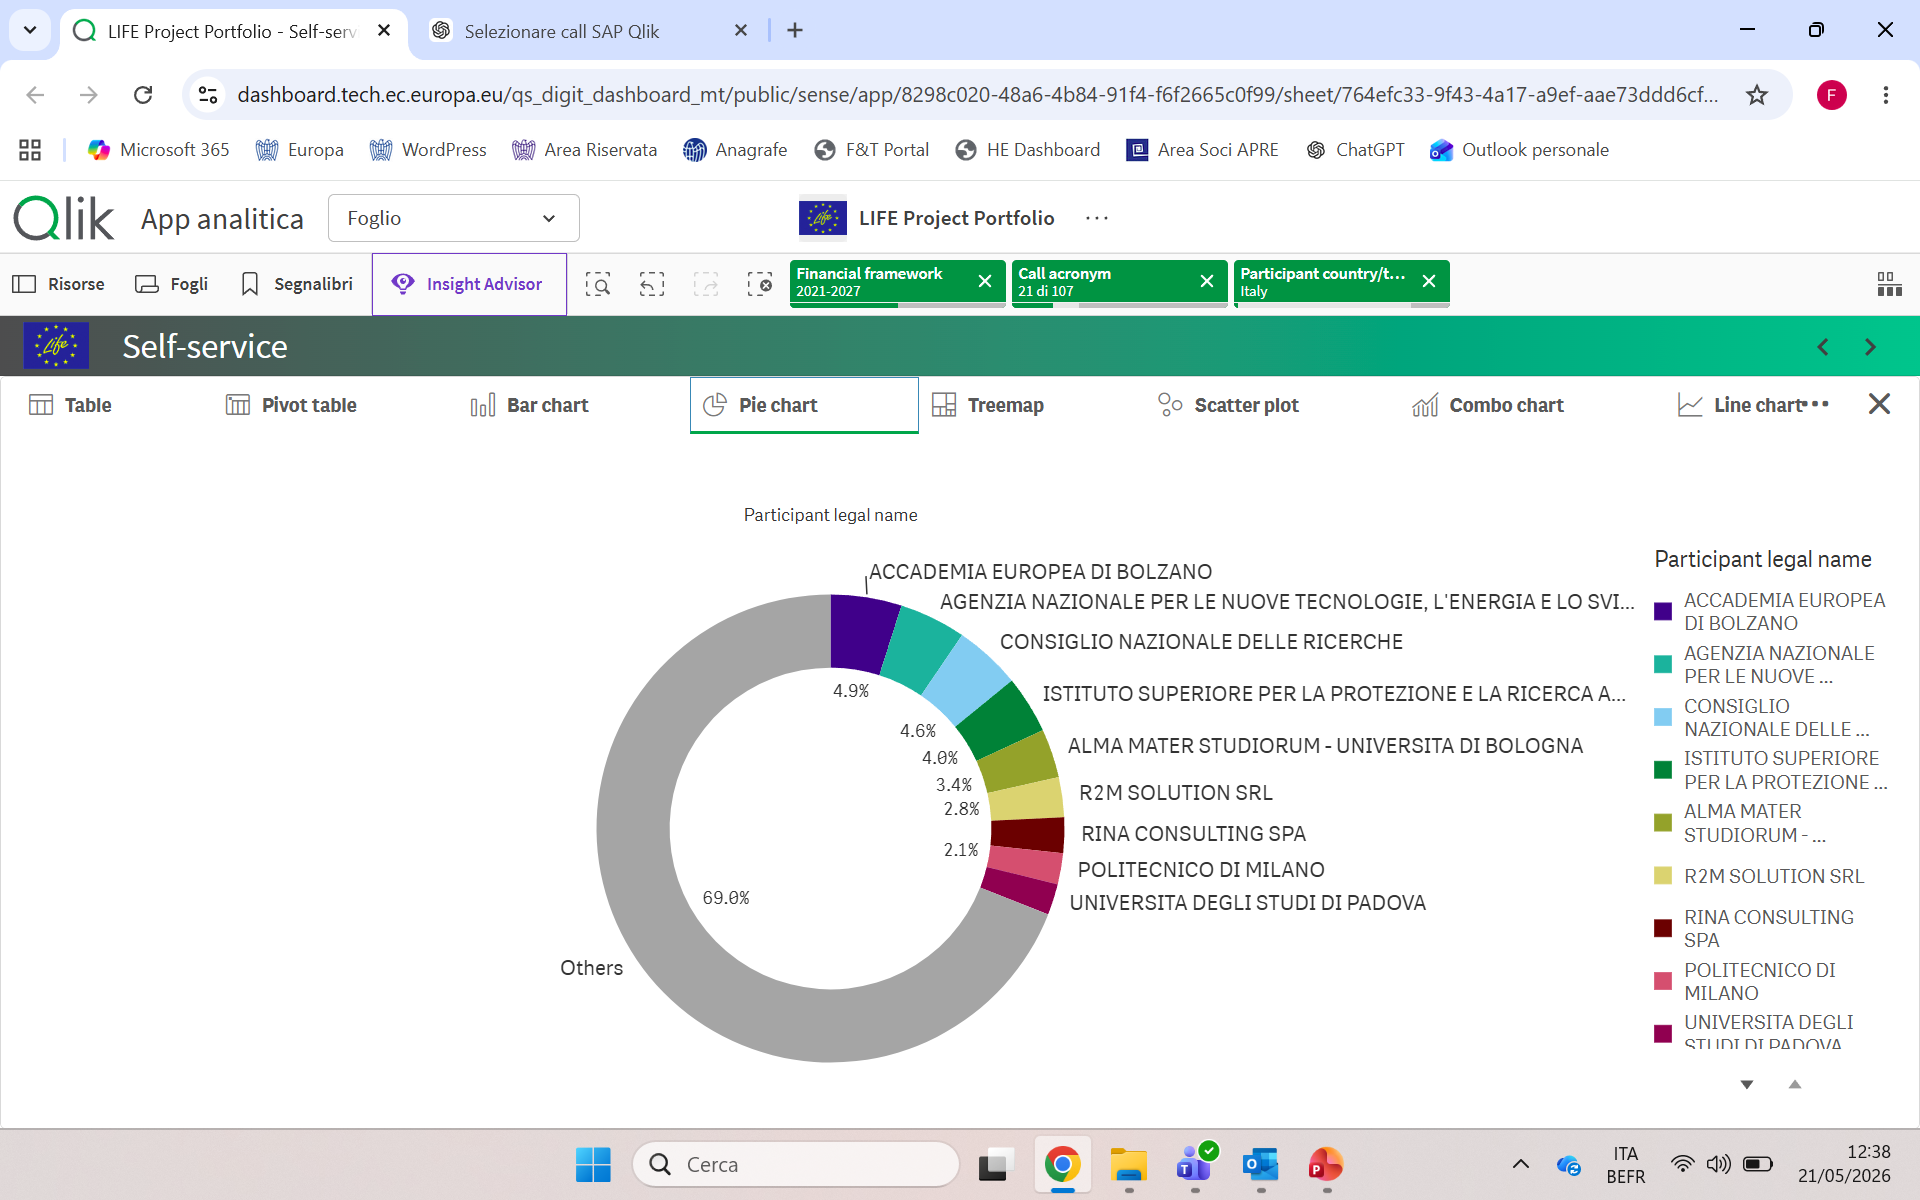 LIFE Project Portfolio - Self-serv
Selezionare call SAP Qlik
dashboard.tech.ec.europa.eu/qs_digit_dashboard_mt/public/sense/app/8298c020-48a6-4b84-91f4-f6f2665c0f99/sheet/764efc33-9f43-4a17-a9ef-aae73ddd6cf...
F
Microsoft 365
Europa
WordPress
Area Riservata
Anagrafe
F&T Portal
HE Dashboard
Area Soci APRE
ChatGPT
Outlook personale
Qlik
App analitica
Foglio
Life
LIFE Project Portfolio
Risorse
Fogli
Segnalibri
Insight Advisor
Financial framework
2021-2027
Call acronym
21 di 107
Participant country/t...
Italy
Life
Self-service
Table
Pivot table
Bar chart
Pie chart
Treemap
Scatter plot
Combo chart
Line chart
Participant legal name
ACCADEMIA EUROPEA DI BOLZANO
AGENZIA NAZIONALE PER LE NUOVE TECNOLOGIE, L'ENERGIA E LO SVI...
CONSIGLIO NAZIONALE DELLE RICERCHE
ISTITUTO SUPERIORE PER LA PROTEZIONE E LA RICERCA A...
ALMA MATER STUDIORUM - UNIVERSITA DI BOLOGNA
R2M SOLUTION SRL
RINA CONSULTING SPA
POLITECNICO DI MILANO
UNIVERSITA DEGLI STUDI DI PADOVA
Others
4.9%
4.6%
4.0%
3.4%
2.8%
2.1%
69.0%
Participant legal name
ACCADEMIA EUROPEA
DI BOLZANO
AGENZIA NAZIONALE
PER LE NUOVE ...
CONSIGLIO
NAZIONALE DELLE ...
ISTITUTO SUPERIORE
PER LA PROTEZIONE ...
ALMA MATER
STUDIORUM - ...
R2M SOLUTION SRL
RINA CONSULTING
SPA
POLITECNICO DI
MILANO
UNIVERSITA DEGLI
STUDI DI PADOVA
Cerca
ITA
BEFR
12:38
21/05/2026